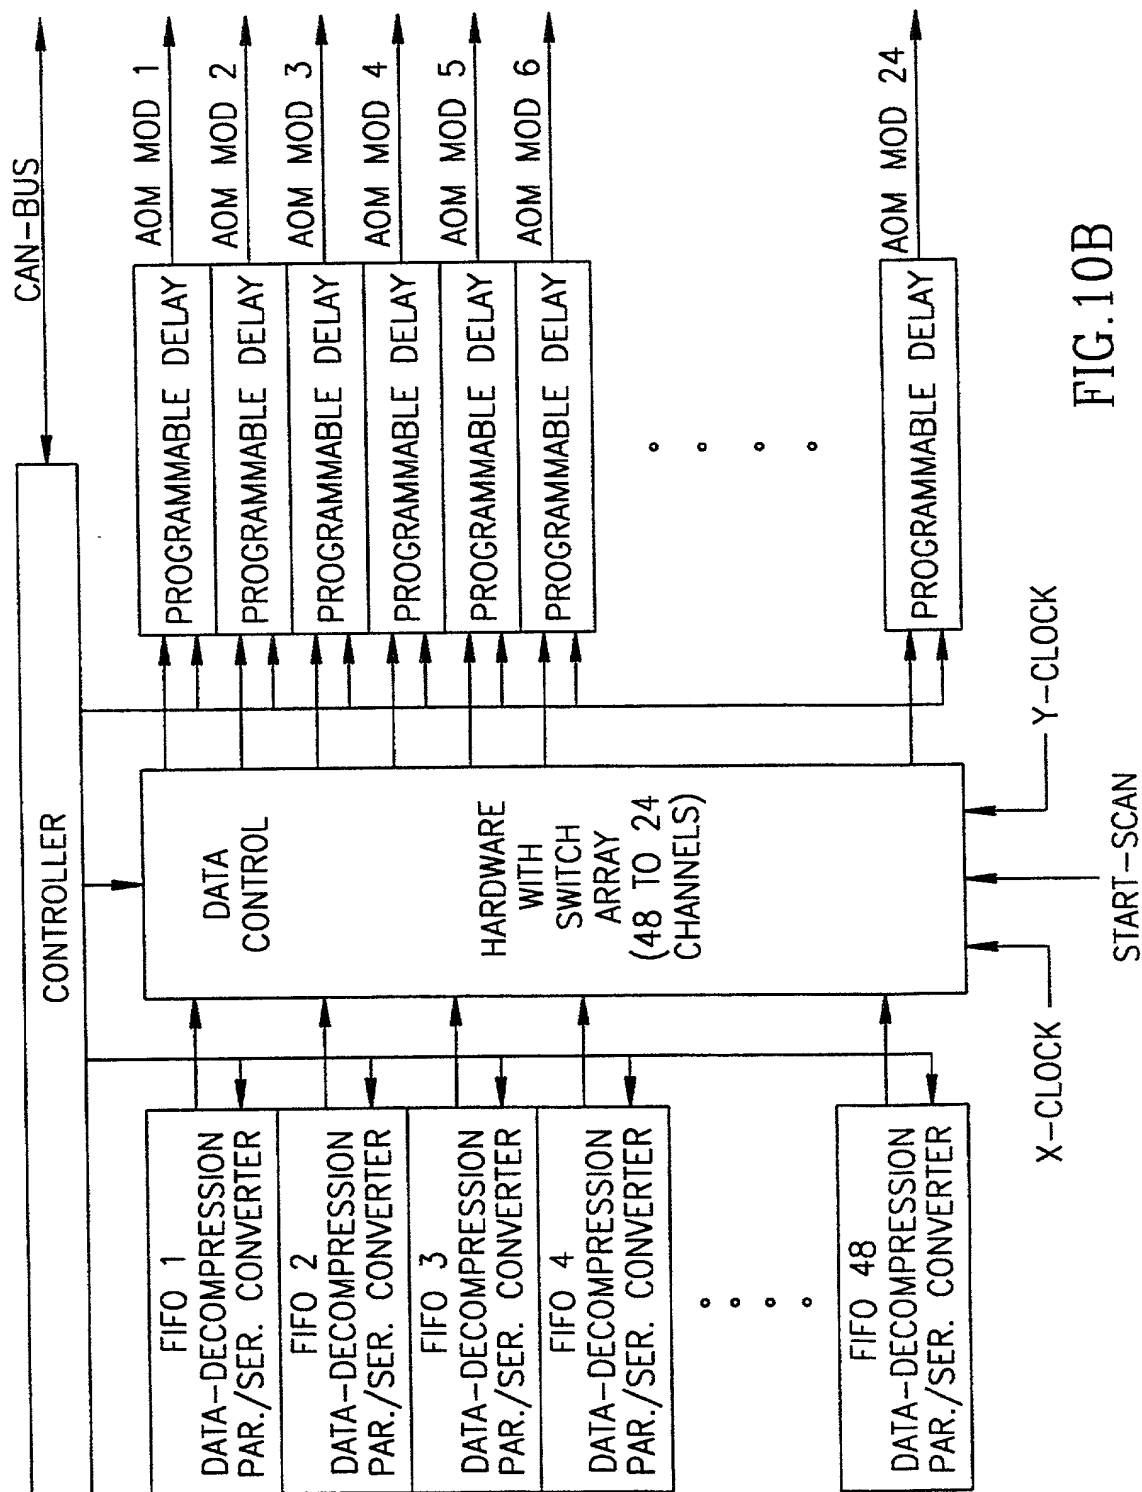 CONTROLLER
CAN-BUS
FIFO 1
DATA-DECOMPRESSION
PAR./SER. CONVERTER
FIFO 2
DATA-DECOMPRESSION
PAR./SER. CONVERTER
FIFO 3
DATA-DECOMPRESSION
PAR./SER. CONVERTER
FIFO 4
DATA-DECOMPRESSION
PAR./SER. CONVERTER
FIFO 48
DATA-DECOMPRESSION
PAR./SER. CONVERTER
DATA
CONTROL
HARDWARE
WITH
SWITCH
ARRAY
(48 TO 24
CHANNELS)
X-CLOCK
START-SCAN
Y-CLOCK
PROGRAMMABLE DELAY
AOM MOD 1
PROGRAMMABLE DELAY
AOM MOD 2
PROGRAMMABLE DELAY
AOM MOD 3
PROGRAMMABLE DELAY
AOM MOD 4
PROGRAMMABLE DELAY
AOM MOD 5
PROGRAMMABLE DELAY
AOM MOD 6
PROGRAMMABLE DELAY
AOM MOD 24
FIG.10B